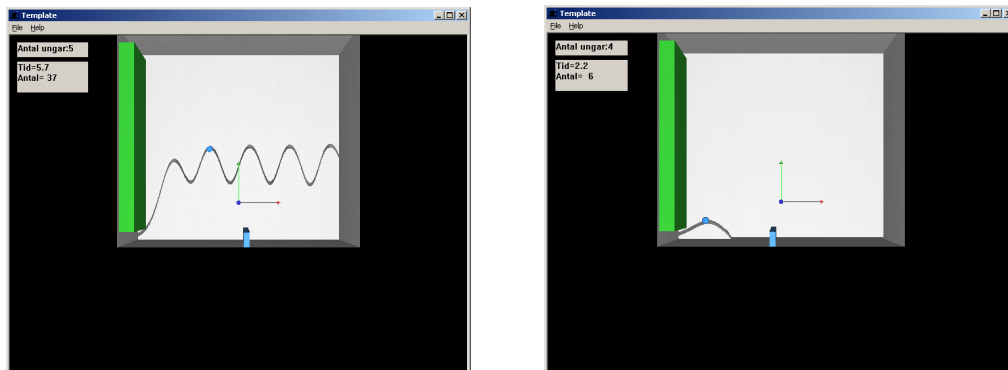 Template
File Help
Antal ungar:5
Tid=5.7
Antal= 37
Template
File Help
Antal ungar:4
Tid=2.2
Antal= 6